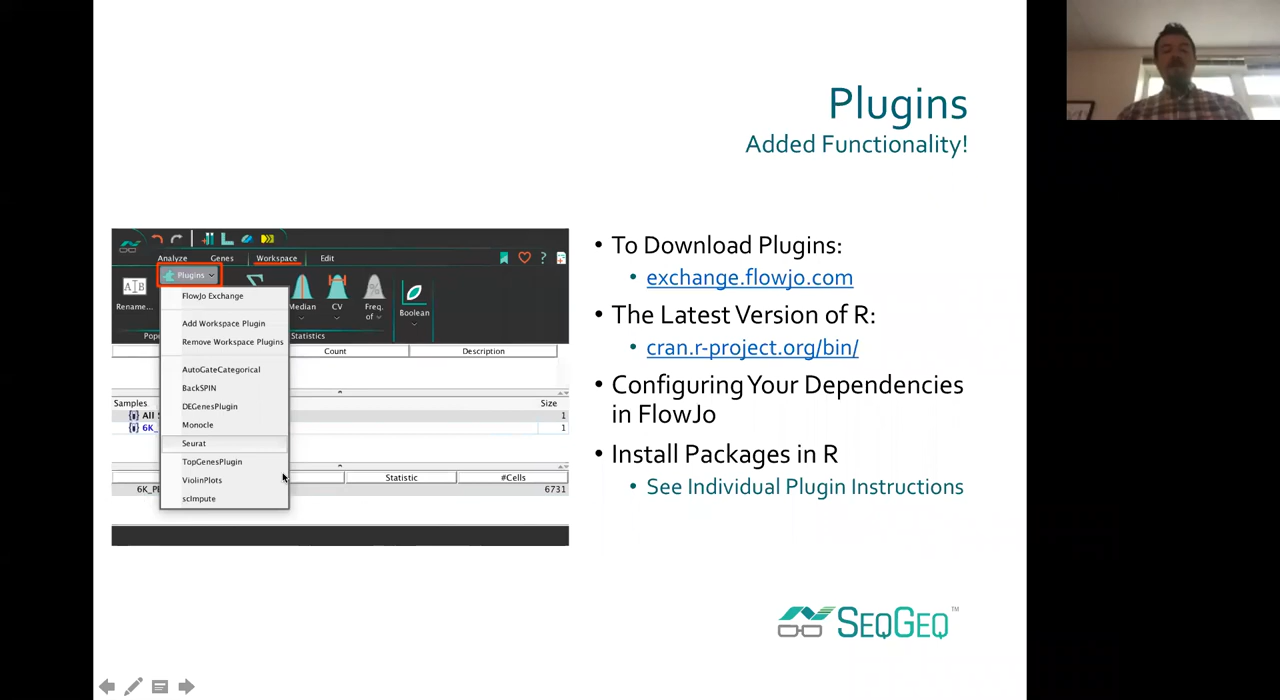 Plugins
Added Functionality!
Analyze Genes Workspace Edit
Plugins
Rename... Median CV Freq. of Boolean
Statistics
FlowJo Exchange
Add Workspace Plugin
Remove Workspace Plugins
AutoGateCategorical
BackSPIN
DEGenesPlugin
Monocle
Seurat
TopGenesPlugin
ViolinPlots
scImpute
Count Description
Samples Size
All 1
6K_ 1
Statistic #Cells
6731
• To Download Plugins:
• exchange.flowjo.com
• The Latest Version of R:
• cran.r-project.org/bin/
• Configuring Your Dependencies
in FlowJo
• Install Packages in R
• See Individual Plugin Instructions
SEQGEQ™